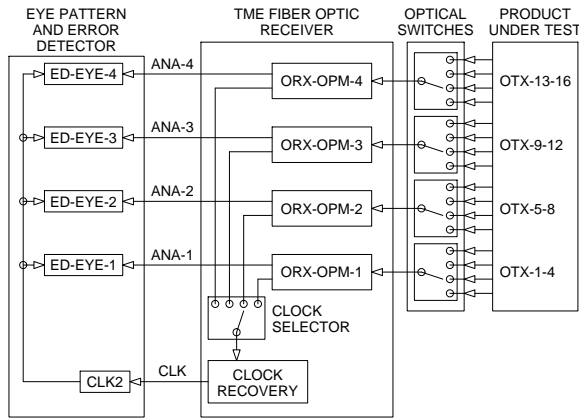 EYE PATTERN
AND ERROR
DETECTOR
TME FIBER OPTIC
RECEIVER
OPTICAL
SWITCHES
PRODUCT
UNDER TEST
ED-EYE-4
ANA-4
ORX-OPM-4
OTX-13-16
ED-EYE-3
ANA-3
ORX-OPM-3
OTX-9-12
ED-EYE-2
ANA-2
ORX-OPM-2
OTX-5-8
ED-EYE-1
ANA-1
ORX-OPM-1
OTX-1-4
CLOCK
SELECTOR
CLK2
CLK
CLOCK
RECOVERY